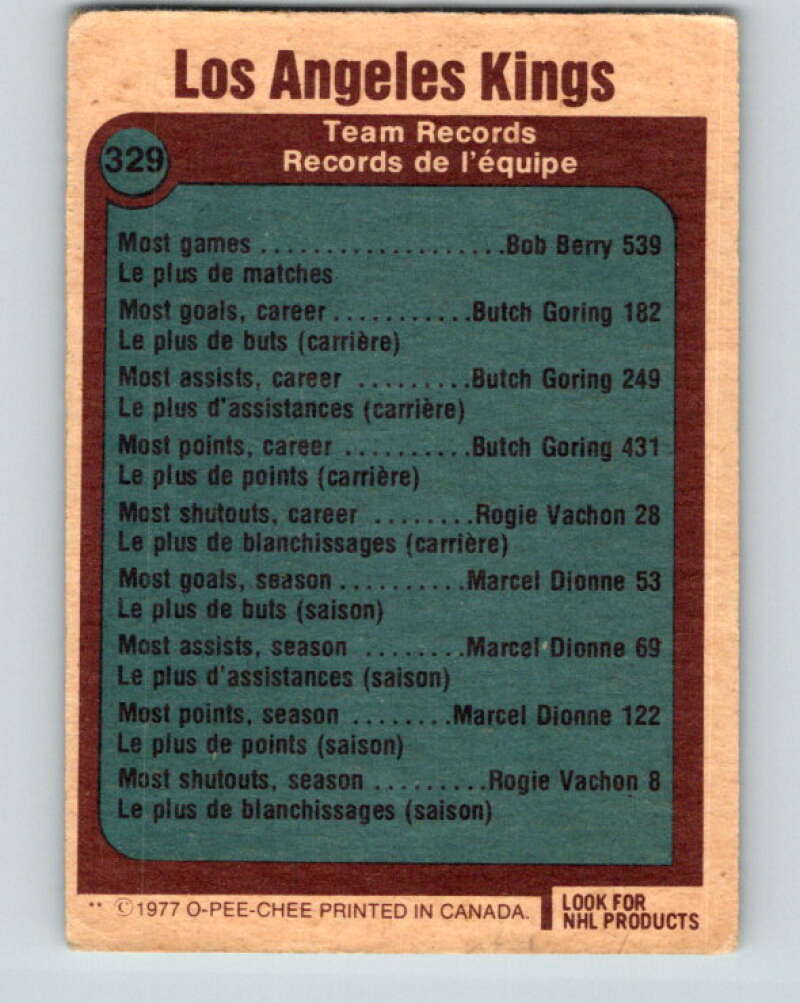 Los Angeles Kings
329
Team Records
Records de l'équipe
Most games ................... Bob Berry 539
Le plus de matches
Most goals, career ........... Butch Goring 182
Le plus de buts (carrière)
Most assists, career ......... Butch Goring 249
Le plus d'assistances (carrière)
Most points, career .......... Butch Goring 431
Le plus de points (carrière)
Most shutouts, career ........ Rogie Vachon 28
Le plus de blanchissages (carrière)
Most goals, season .......... Marcel Dionne 53
Le plus de buts (saison)
Most assists, season ........ Marcel Dionne 69
Le plus d'assistances (saison)
Most points, season ........ Marcel Dionne 122
Le plus de points (saison)
Most shutouts, season ......... Rogie Vachon 8
Le plus de blanchissages (saison)
** ©1977 O-PEE-CHEE PRINTED IN CANADA.
LOOK FOR
NHL PRODUCTS